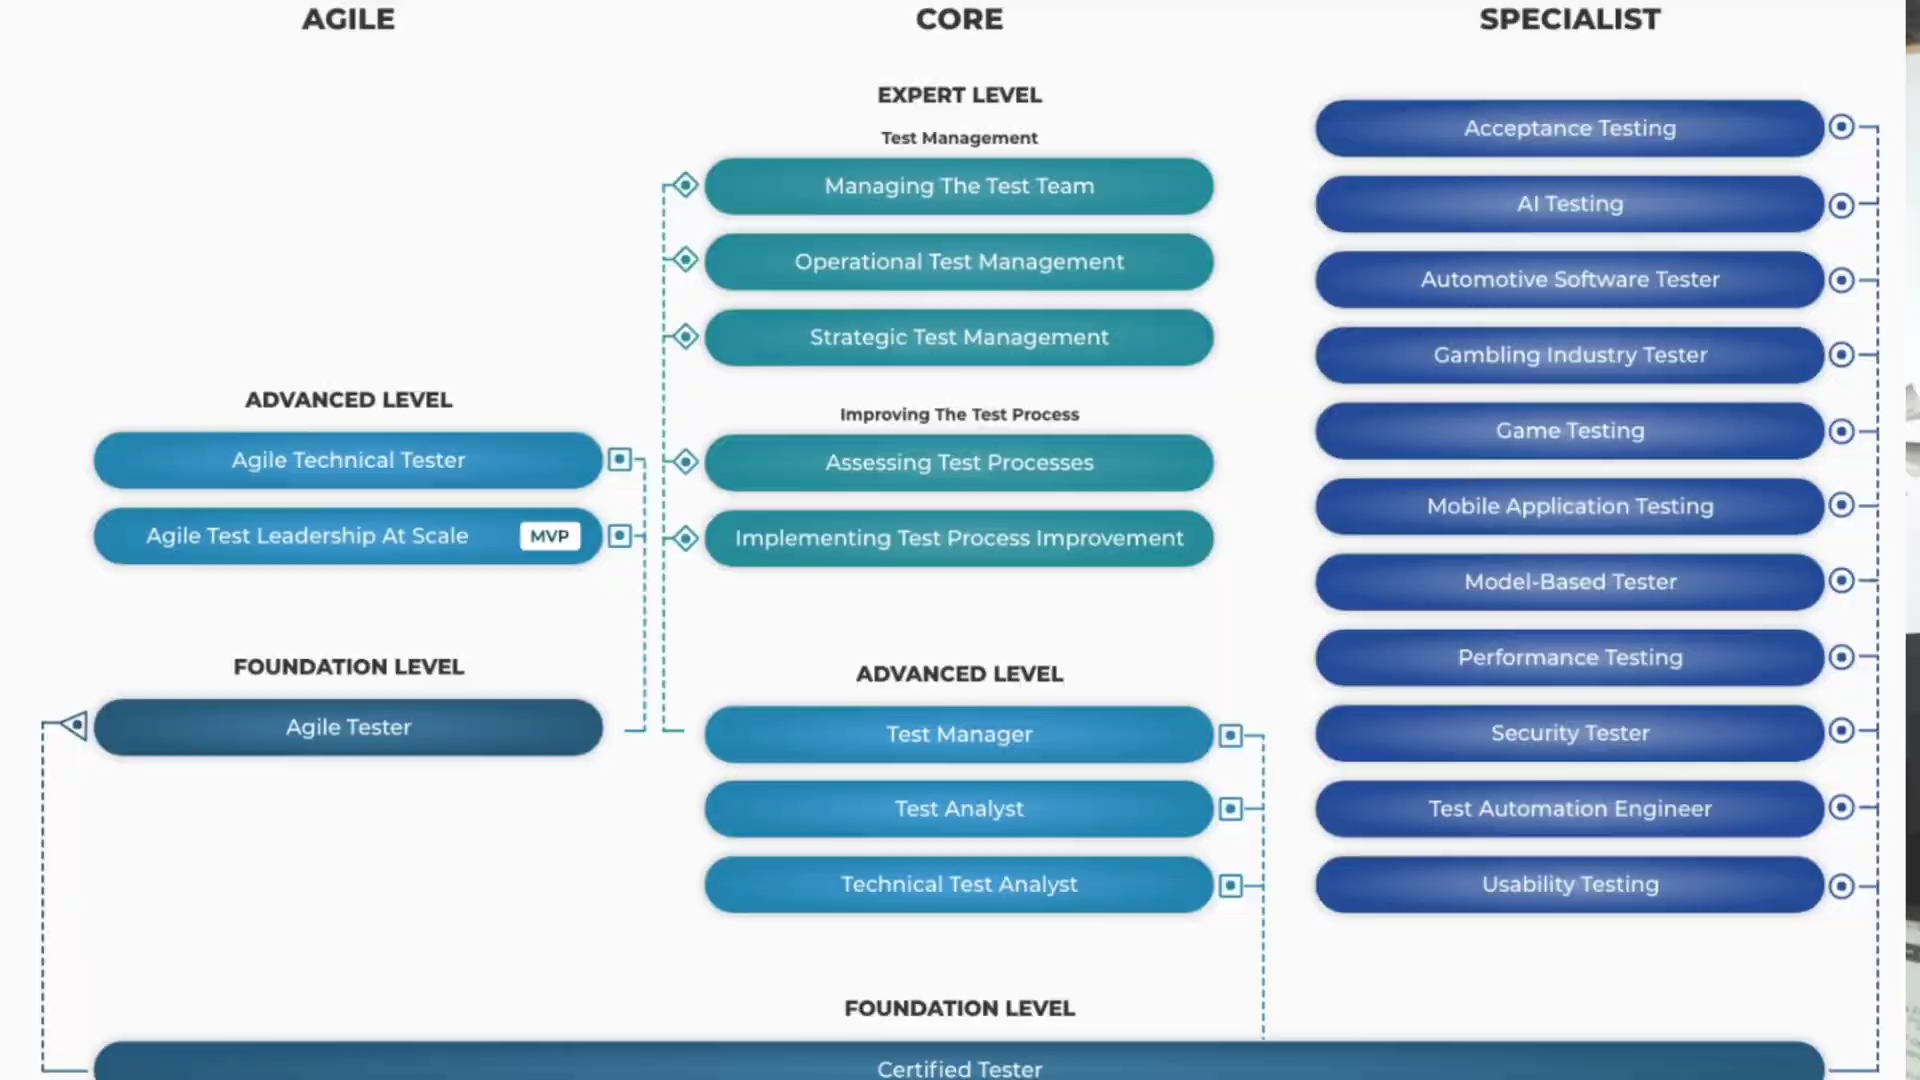 AGILE
ADVANCED LEVEL
Agile Technical Tester
Agile Test Leadership At Scale MVP
FOUNDATION LEVEL
Agile Tester
CORE
EXPERT LEVEL
Test Management
Managing The Test Team
Operational Test Management
Strategic Test Management
Improving The Test Process
Assessing Test Processes
Implementing Test Process Improvement
ADVANCED LEVEL
Test Manager
Test Analyst
Technical Test Analyst
SPECIALIST
Acceptance Testing
AI Testing
Automotive Software Tester
Gambling Industry Tester
Game Testing
Mobile Application Testing
Model-Based Tester
Performance Testing
Security Tester
Test Automation Engineer
Usability Testing
FOUNDATION LEVEL
Certified Tester